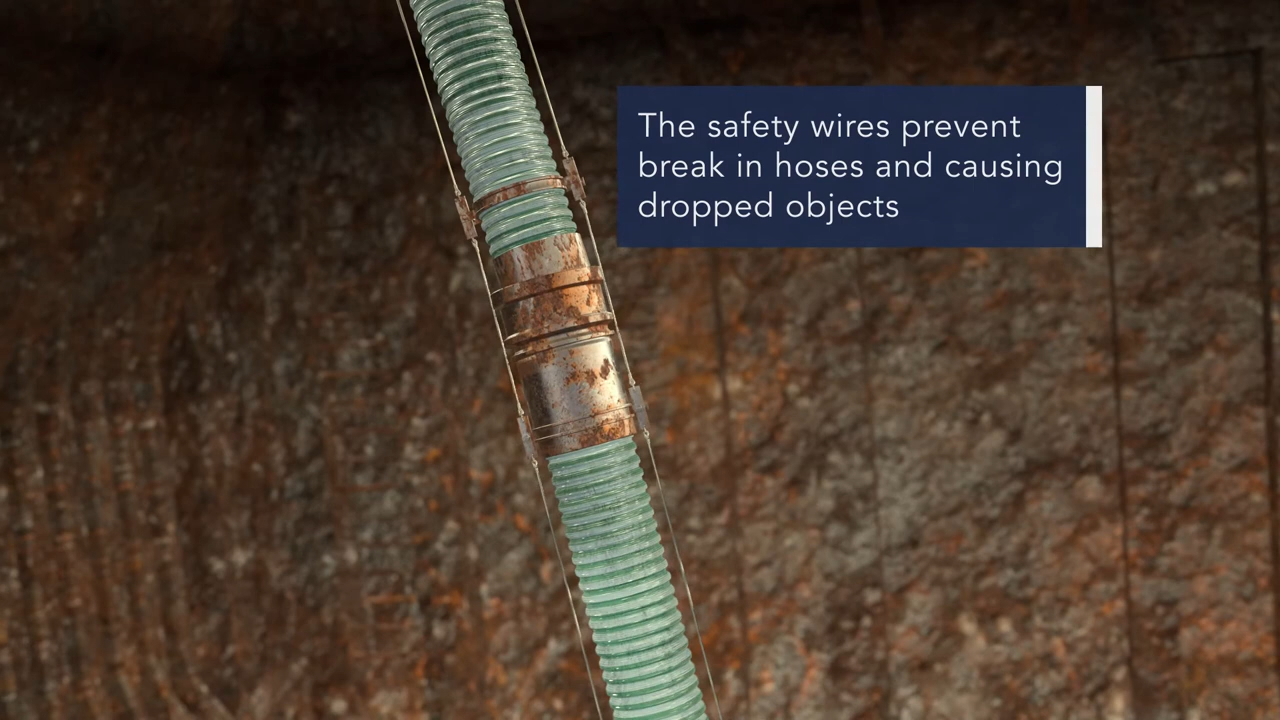 The safety wires prevent
break in hoses and causing
dropped objects